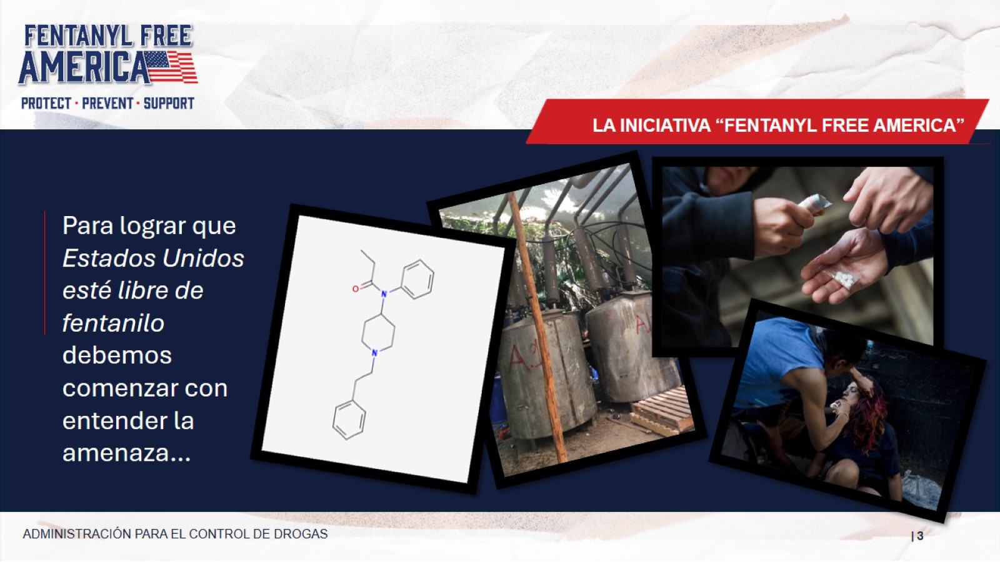 FENTANYL FREE
AMERICA
PROTECT · PREVENT · SUPPORT
LA INICIATIVA “FENTANYL FREE AMERICA”
Para lograr que
Estados Unidos
esté libre de
fentanilo
debemos
comenzar con
entender la
amenaza...
O
N
N
A.1
A.
ADMINISTRACIÓN PARA EL CONTROL DE DROGAS
| 3